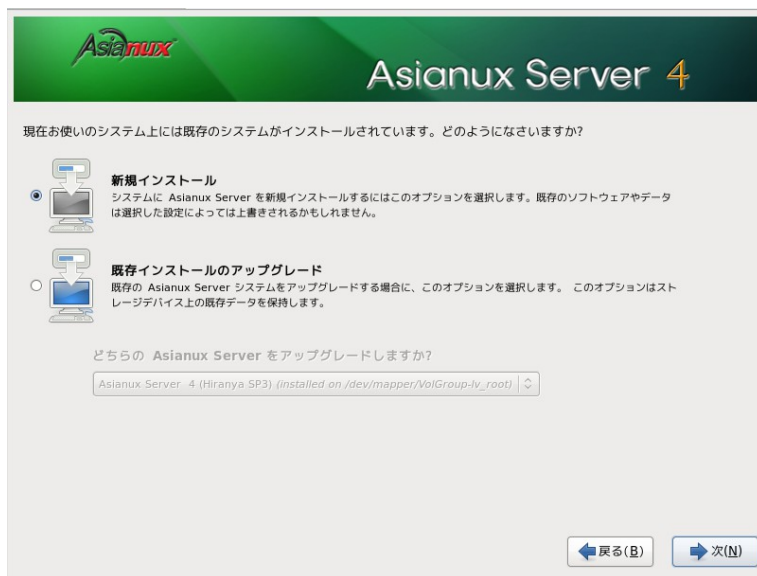 Asianux
Asianux Server 4
現在お使いのシステム上には既存のシステムがインストールされています。どのようになさいますか?
新規インストール
システムに Asianux Server を新規インストールするにはこのオプションを選択します。既存のソフトウェアやデータ
は選択した設定によっては上書きされるかもしれません。
既存インストールのアップグレード
既存の Asianux Server システムをアップグレードする場合に、このオプションを選択します。 このオプションはスト
レージデバイス上の既存データを保持します。
どちらの Asianux Server をアップグレードしますか?
Asianux Server 4 (Hiranya SP3) (installed on /dev/mapper/VolGroup-lv_root)
戻る(B)
次(N)